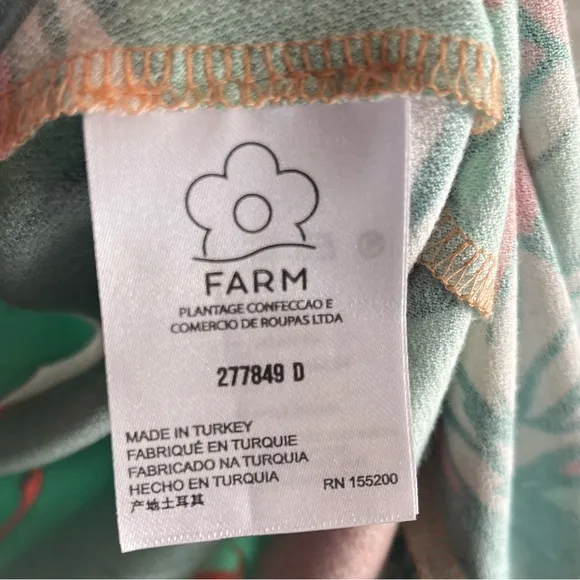 FARM
PLANTAGE CONFECCAO E
COMERCIO DE ROUPAS LTDA
277849 D
MADE IN TURKEY
FABRIQUÉ EN TURQUIE
FABRICADO NA TURQUIA
HECHO EN TURQUIA
产地土耳其
RN 155200